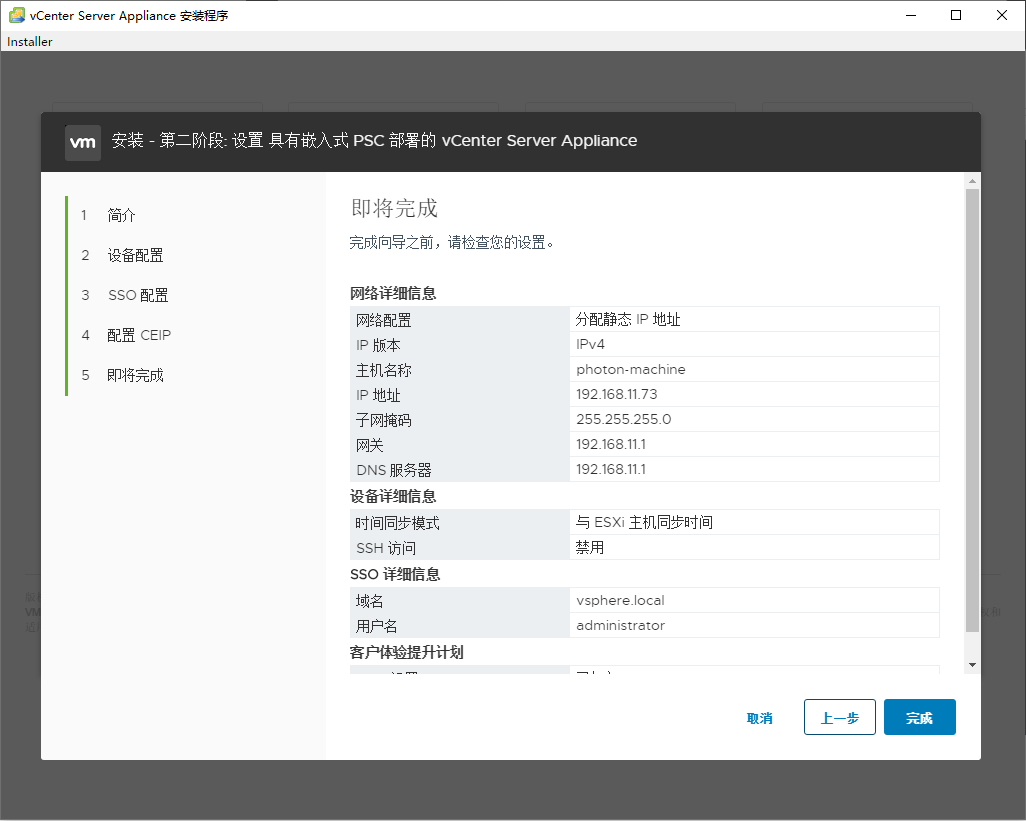 vCenter Server Appliance 安装程序
Installer
vm 安装 - 第二阶段: 设置 具有嵌入式 PSC 部署的 vCenter Server Appliance
1 简介
2 设备配置
3 SSO 配置
4 配置 CEIP
5 即将完成
即将完成
完成向导之前，请检查您的设置。
网络详细信息
网络配置 分配静态 IP 地址
IP 版本 IPv4
主机名称 photon-machine
IP 地址 192.168.11.73
子网掩码 255.255.255.0
网关 192.168.11.1
DNS 服务器 192.168.11.1
设备详细信息
时间同步模式 与 ESXi 主机同步时间
SSH 访问 禁用
SSO 详细信息
域名 vsphere.local
用户名 administrator
客户体验提升计划
取消 上一步 完成